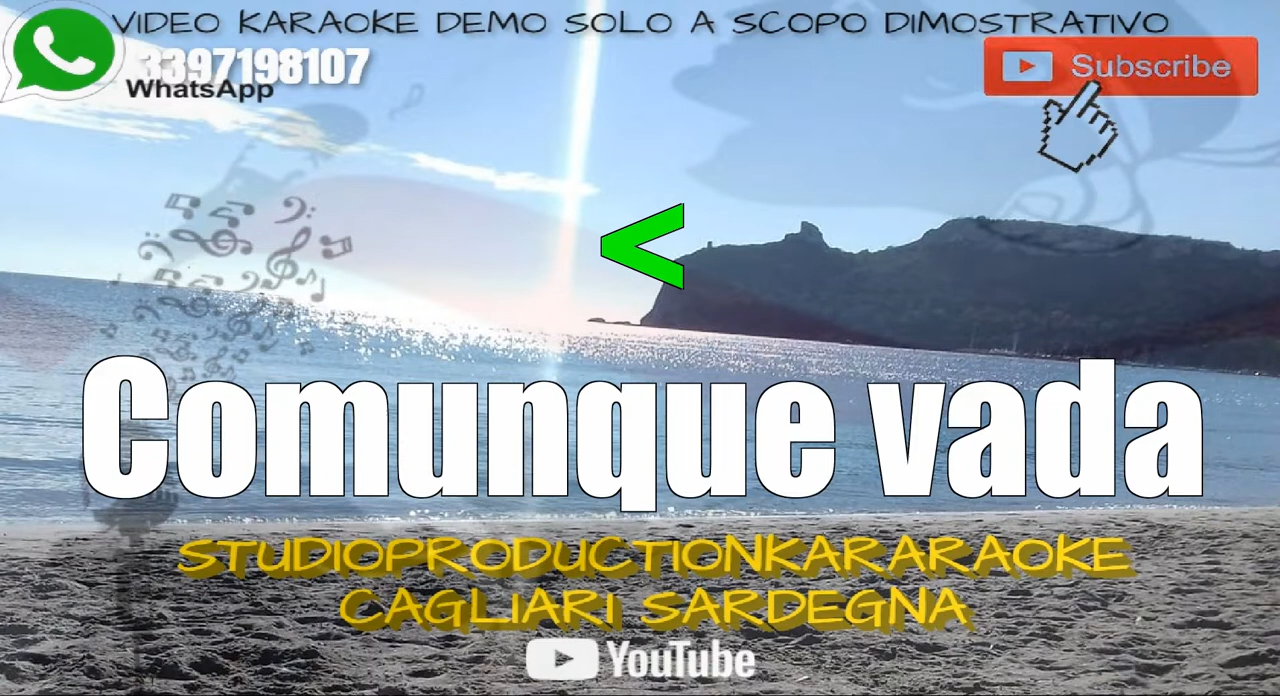 VIDEO KARAOKE DEMO SOLO A SCOPO DIMOSTRATIVO
3397198107
WhatsApp
Subscribe
<
Comunque vada
STUDIOPRODUCTIONKARARAOKE
CAGLIARI SARDEGNA
YouTube